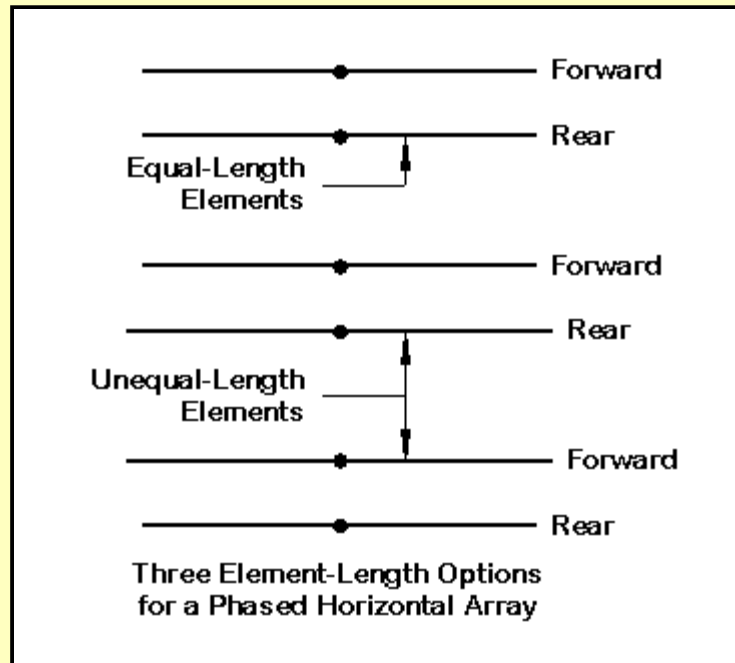 Forward
Rear
Equal-Length
Elements
Forward
Rear
Unequal-Length
Elements
Forward
Rear
Three Element-Length Options
for a Phased Horizontal Array